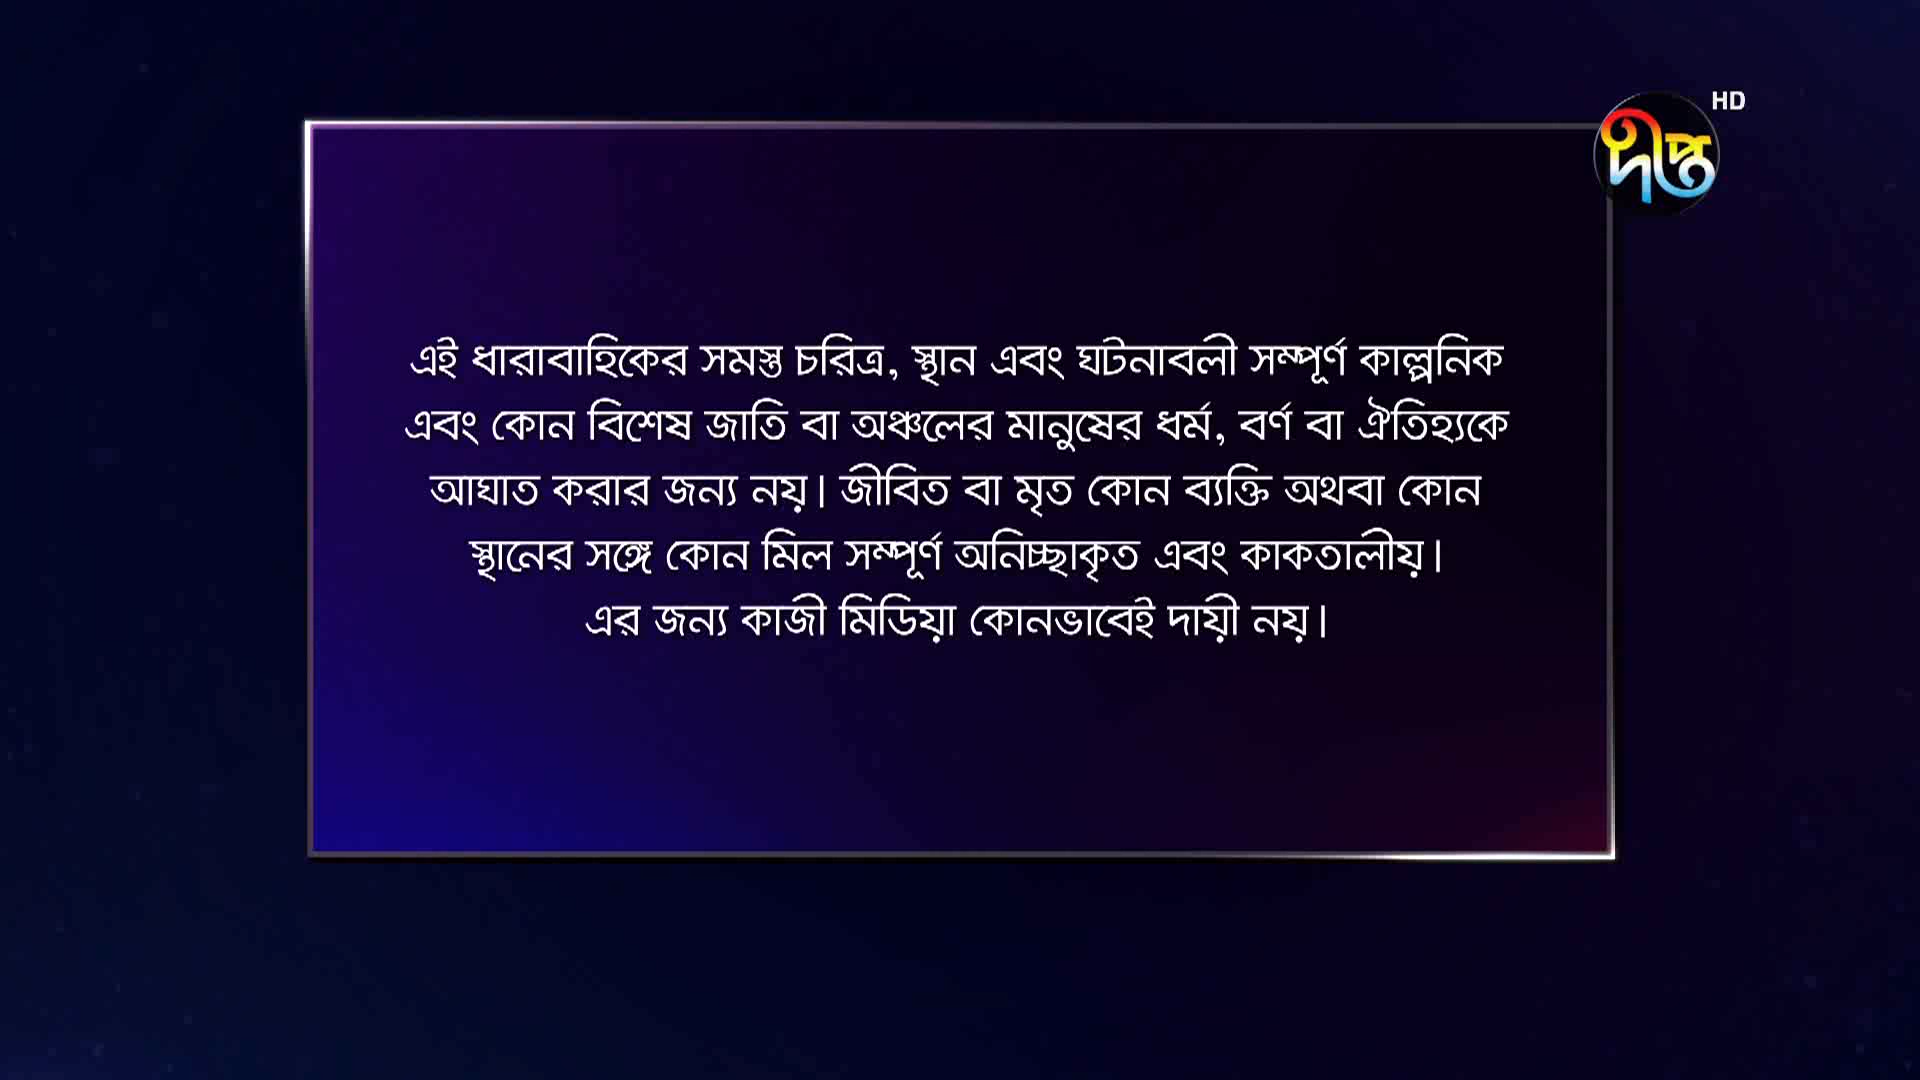 HD
দীপ্ত
এই ধারাবাহিকের সমস্ত চরিত্র, স্থান এবং ঘটনাবলী সম্পূর্ণ কাল্পনিক
এবং কোন বিশেষ জাতি বা অঞ্চলের মানুষের ধর্ম, বর্ণ বা ঐতিহ্যকে
আঘাত করার জন্য নয়। জীবিত বা মৃত কোন ব্যক্তি অথবা কোন
স্থানের সঙ্গে কোন মিল সম্পূর্ণ অনিচ্ছাকৃত এবং কাকতালীয়।
এর জন্য কাজী মিডিয়া কোনভাবেই দায়ী নয়।